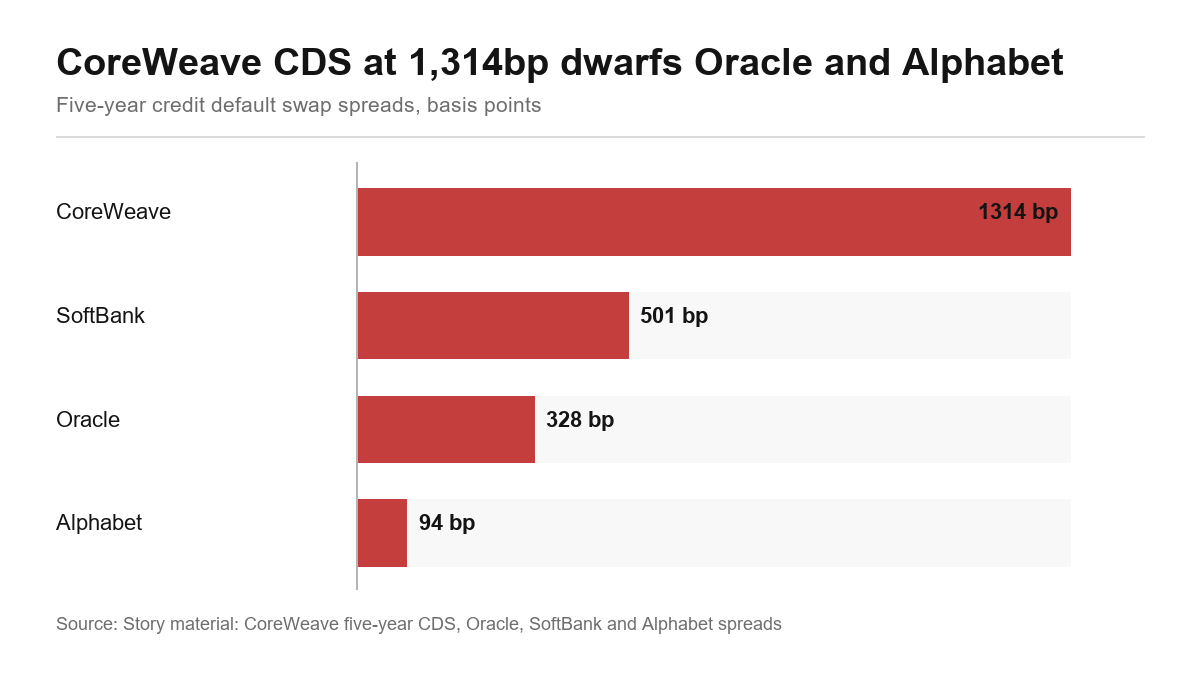 CoreWeave CDS at 1,314bp dwarfs Oracle and Alphabet
Five-year credit default swap spreads, basis points
CoreWeave
1314 bp
SoftBank
501 bp
Oracle
328 bp
Alphabet
94 bp
Source: Story material: CoreWeave five-year CDS, Oracle, SoftBank and Alphabet spreads